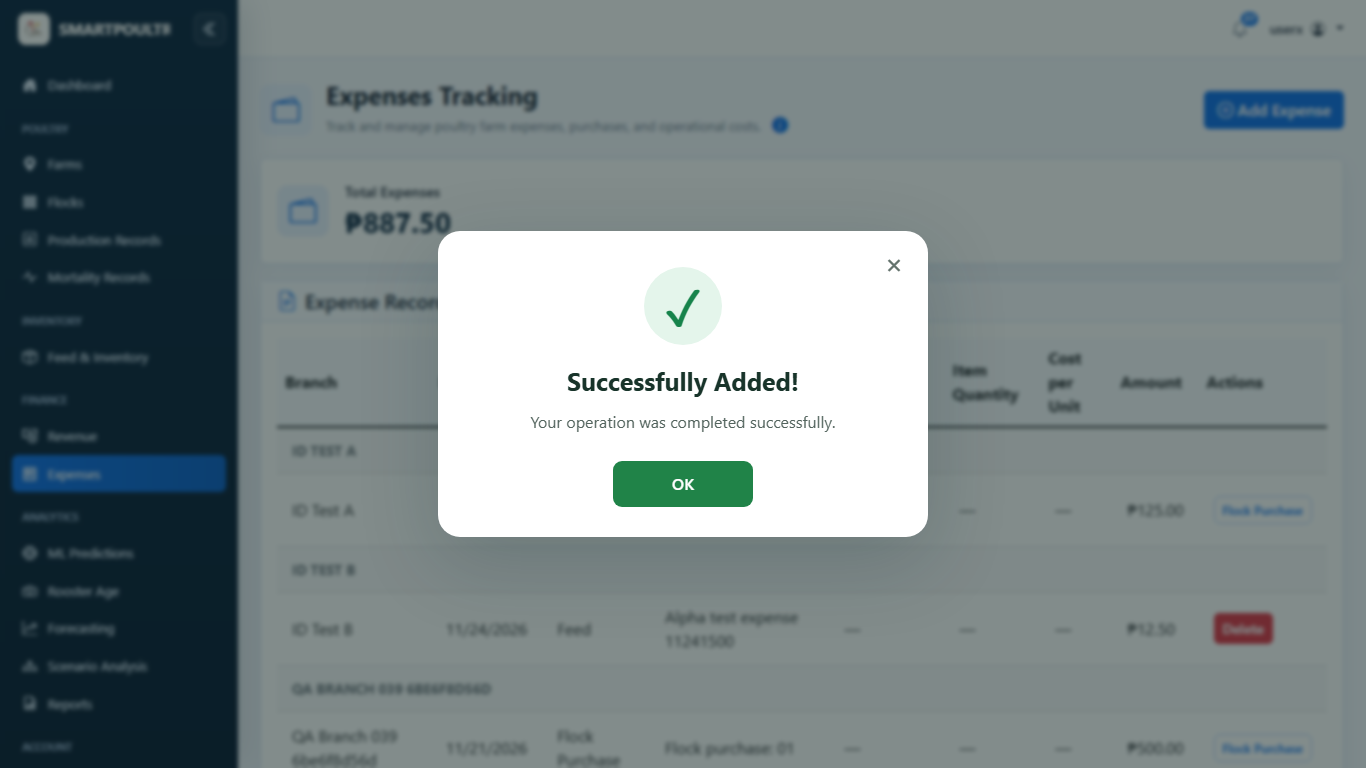 SMARTPOULTR
users
Dashboard
POULTRY
Farms
Flocks
Production Records
Mortality Records
INVENTORY
Feed & Inventory
FINANCE
Revenue
Expenses
ANALYTICS
ML Predictions
Rooster Age
Forecasting
Scenario Analysis
Reports
ACCOUNT
Expenses Tracking
Track and manage poultry farm expenses, purchases, and operational costs.
Add Expense
Total Expenses
₱887.50
Expense Recor
Branch
Item
Quantity
Cost
per
Unit
Amount
Actions
ID TEST A
ID Test A
—
—
₱125.00
Flock Purchase
ID TEST B
ID Test B
11/24/2026
Feed
Alpha test expense
11241500
—
—
—
₱12.50
Delete
QA BRANCH 039 6BE6F8D56D
QA Branch 039
6be6f8d56d
11/21/2026
Flock
Purchase
Flock purchase: 01
—
—
—
₱500.00
Flock Purchase
✕
Successfully Added!
Your operation was completed successfully.
OK